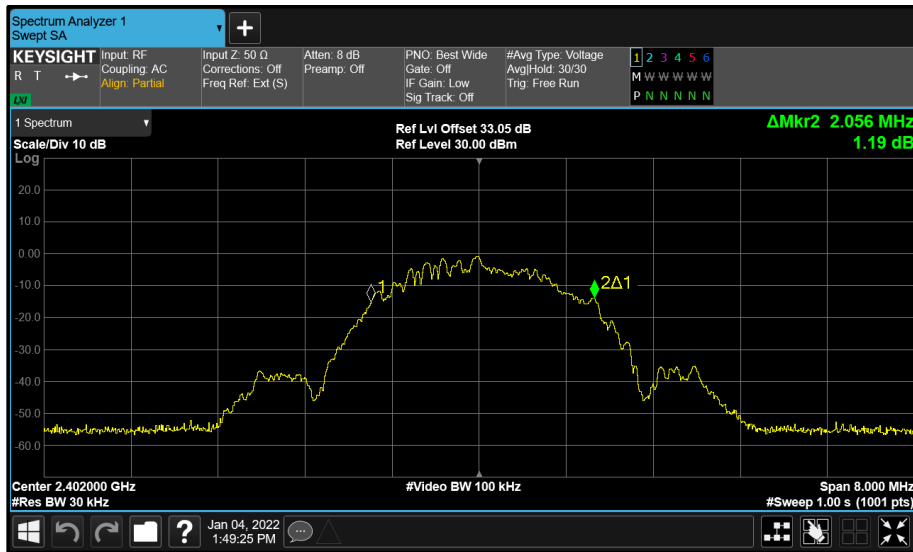 Spectrum Analyzer 1
Swept SA
+
KEYSIGHT Input: RF Input Z: 50 Ω Atten: 8 dB PNO: Best Wide #Avg Type: Voltage 1 2 3 4 5 6
R T Coupling: AC Corrections: Off Preamp: Off Gate: Off Avg|Hold: 30/30 M W W W W W
Align: Partial Freq Ref: Ext (S) IF Gain: Low Trig: Free Run P N N N N N
LXI Sig Track: Off
1 Spectrum Ref Lvl Offset 33.05 dB ΔMkr2 2.056 MHz
Scale/Div 10 dB Ref Level 30.00 dBm 1.19 dB
Log
20.0
10.0
0.00
-10.0 1 2Δ1
-20.0
-30.0
-40.0
-50.0
-60.0
Center 2.402000 GHz #Video BW 100 kHz Span 8.000 MHz
#Res BW 30 kHz #Sweep 1.00 s (1001 pts)
? Jan 04, 2022
1:49:25 PM